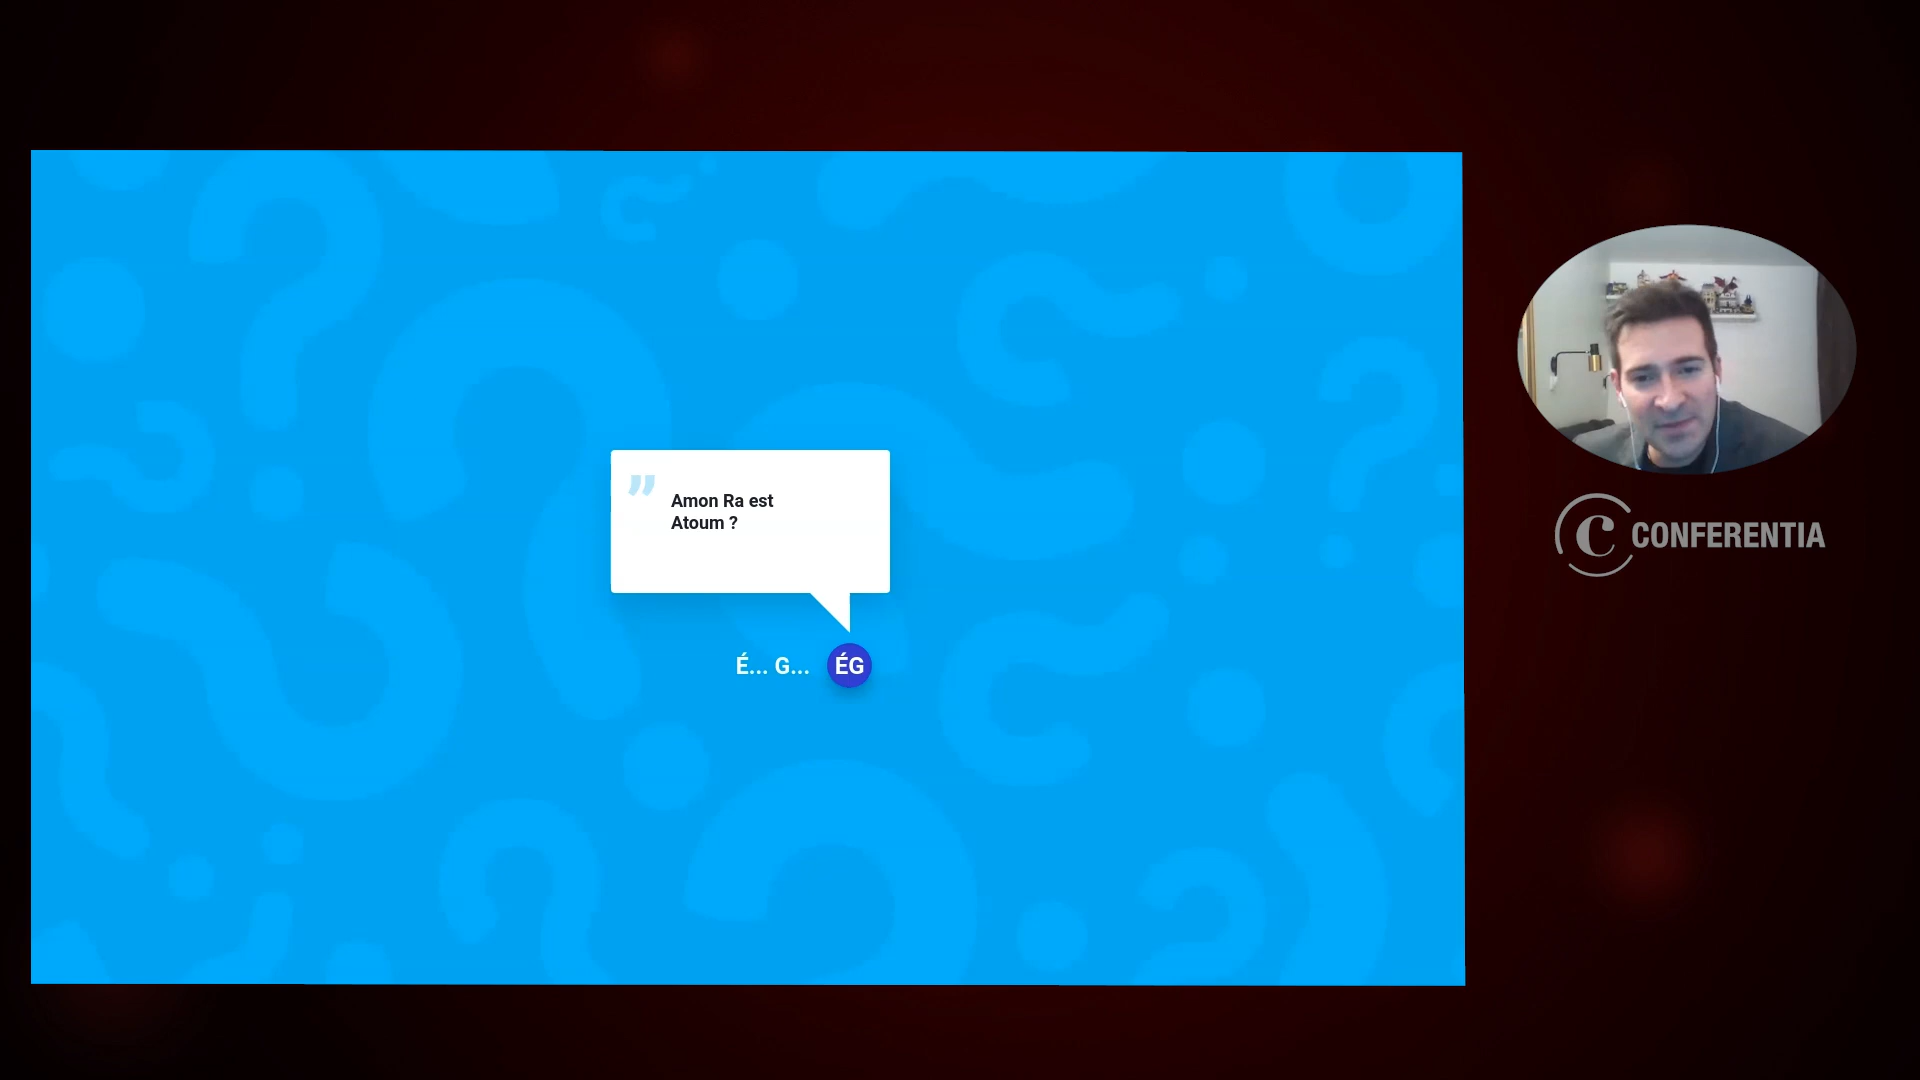 Amon Ra est
Atoum ?
É... G...
ÉG
C CONFERENTIA